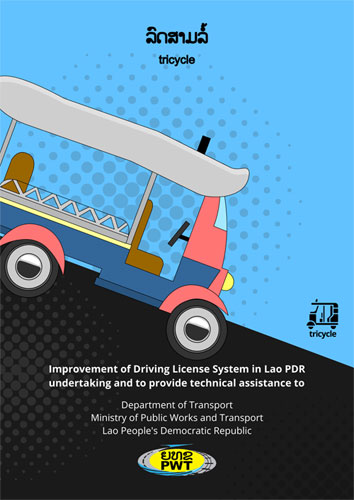 ລົດສາມລໍ້
tricycle
tricycle
Improvement of Driving License System in Lao PDR
undertaking and to provide technical assistance to
Department of Transport
Ministry of Public Works and Transport
Lao People's Democratic Republic
ຍທຂ
PWT